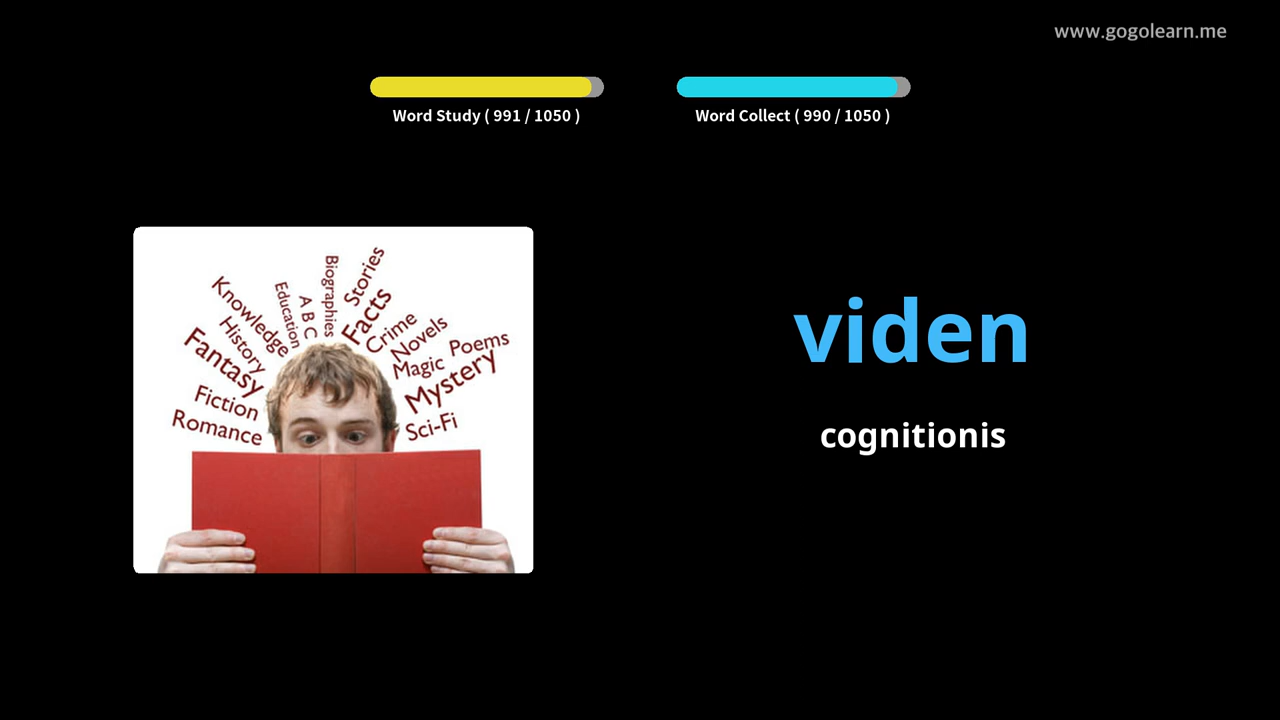 www.gogolearn.me
Word Study ( 991 / 1050 )
Word Collect ( 990 / 1050 )
Knowledge
Education
A B C
Biographies
Stories
Facts
Crime
Novels
Poems
Magic
Mystery
History
Fantasy
Fiction
Romance
Sci-Fi
viden
cognitionis